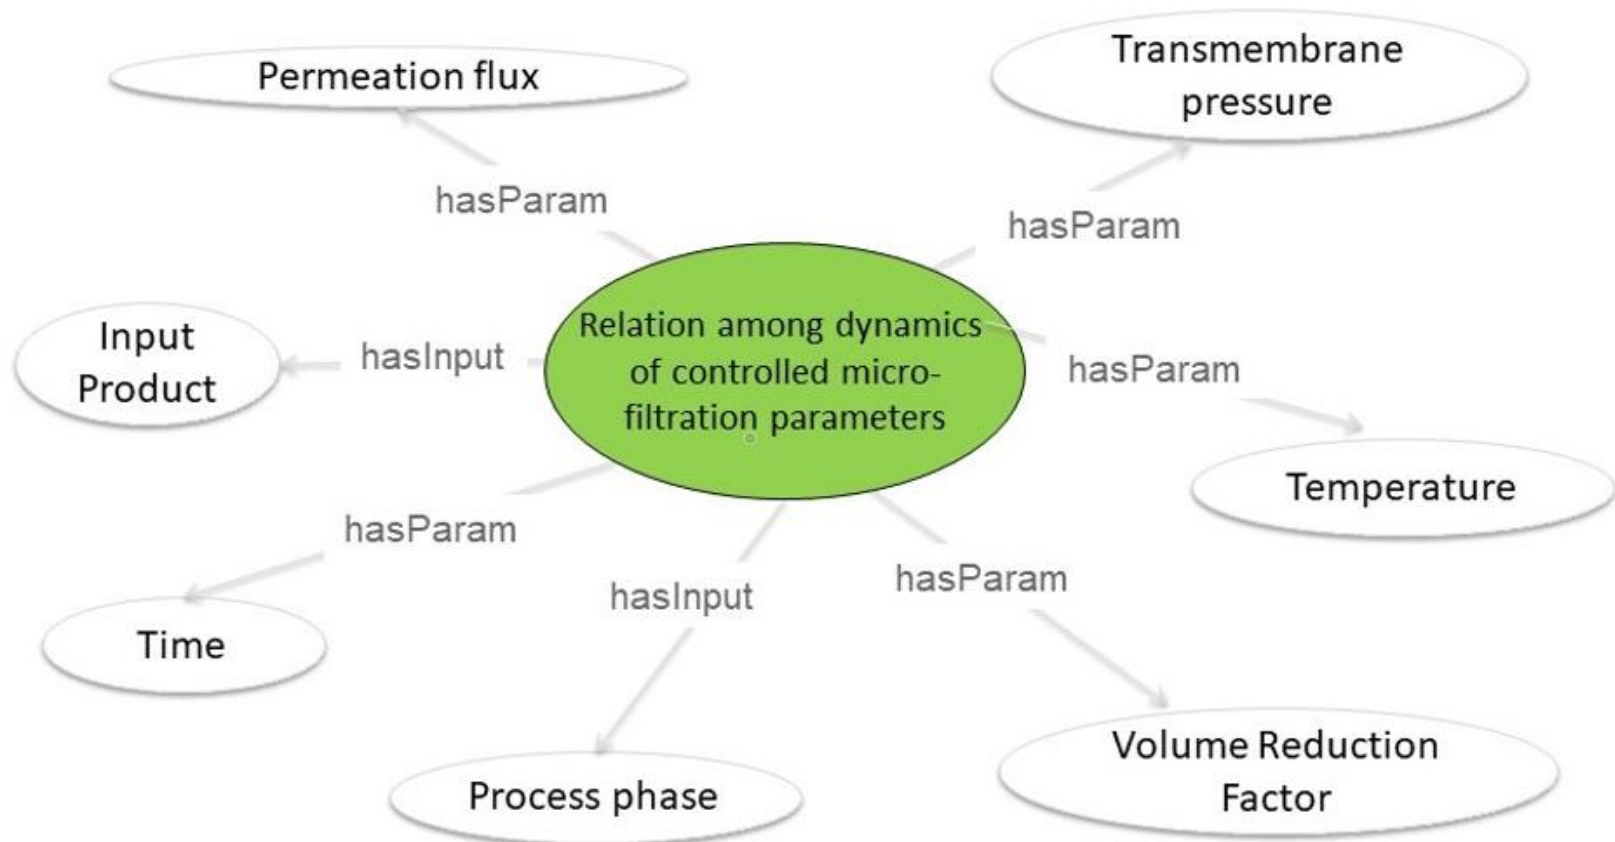 Permeation flux
Transmembrane
pressure
hasParam
hasParam
Input
Product
hasInput
Relation among dynamics
of controlled micro-
filtration parameters
hasParam
Temperature
hasParam
hasInput
hasParam
Time
Process phase
Volume Reduction
Factor